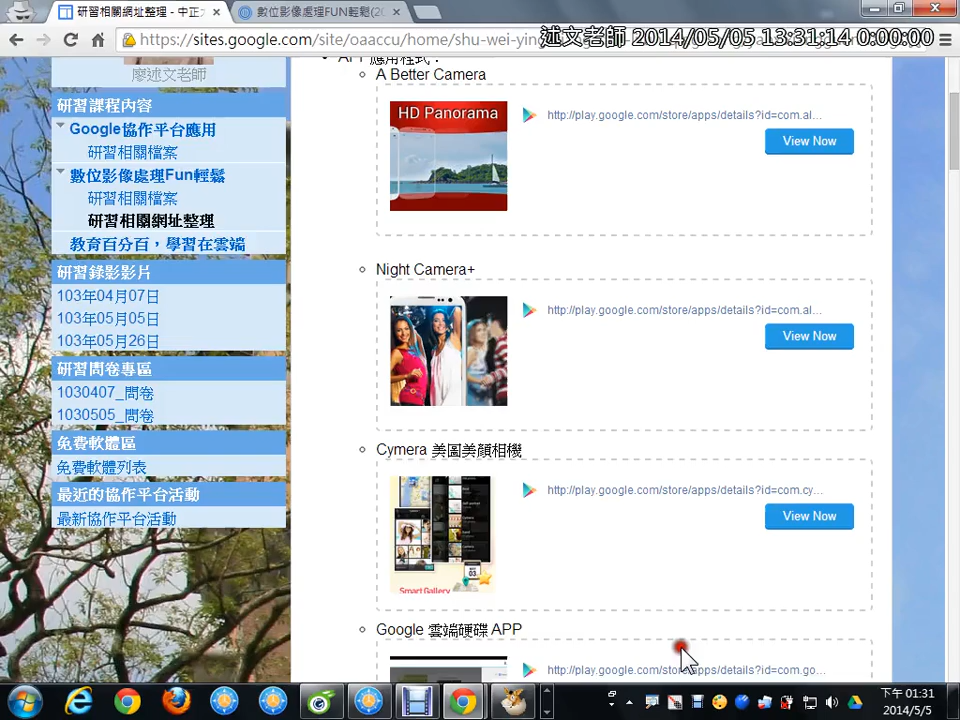 研習相關網址整理 - 中正大
數位影像處理FUN輕鬆(20
https://sites.google.com/site/oaaccu/home/shu-wei-yin
述文老師 2014/05/05 13:31:14 0:00:00
廖述文老師
研習課程內容
Google協作平台應用
研習相關檔案
數位影像處理Fun輕鬆
研習相關檔案
研習相關網址整理
教育百分百，學習在雲端
研習錄影影片
103年04月07日
103年05月05日
103年05月26日
研習問卷專區
1030407_問卷
1030505_問卷
免費軟體區
免費軟體列表
最近的協作平台活動
最新協作平台活動
APP 應用程式：
A Better Camera
HD Panorama
http://play.google.com/store/apps/details?id=com.al...
View Now
Night Camera+
http://play.google.com/store/apps/details?id=com.al...
View Now
Cymera 美圖美顏相機
http://play.google.com/store/apps/details?id=com.cy...
View Now
Smart Gallery
Google 雲端硬碟 APP
http://play.google.com/store/apps/details?id=com.go...
下午 01:31
2014/5/5